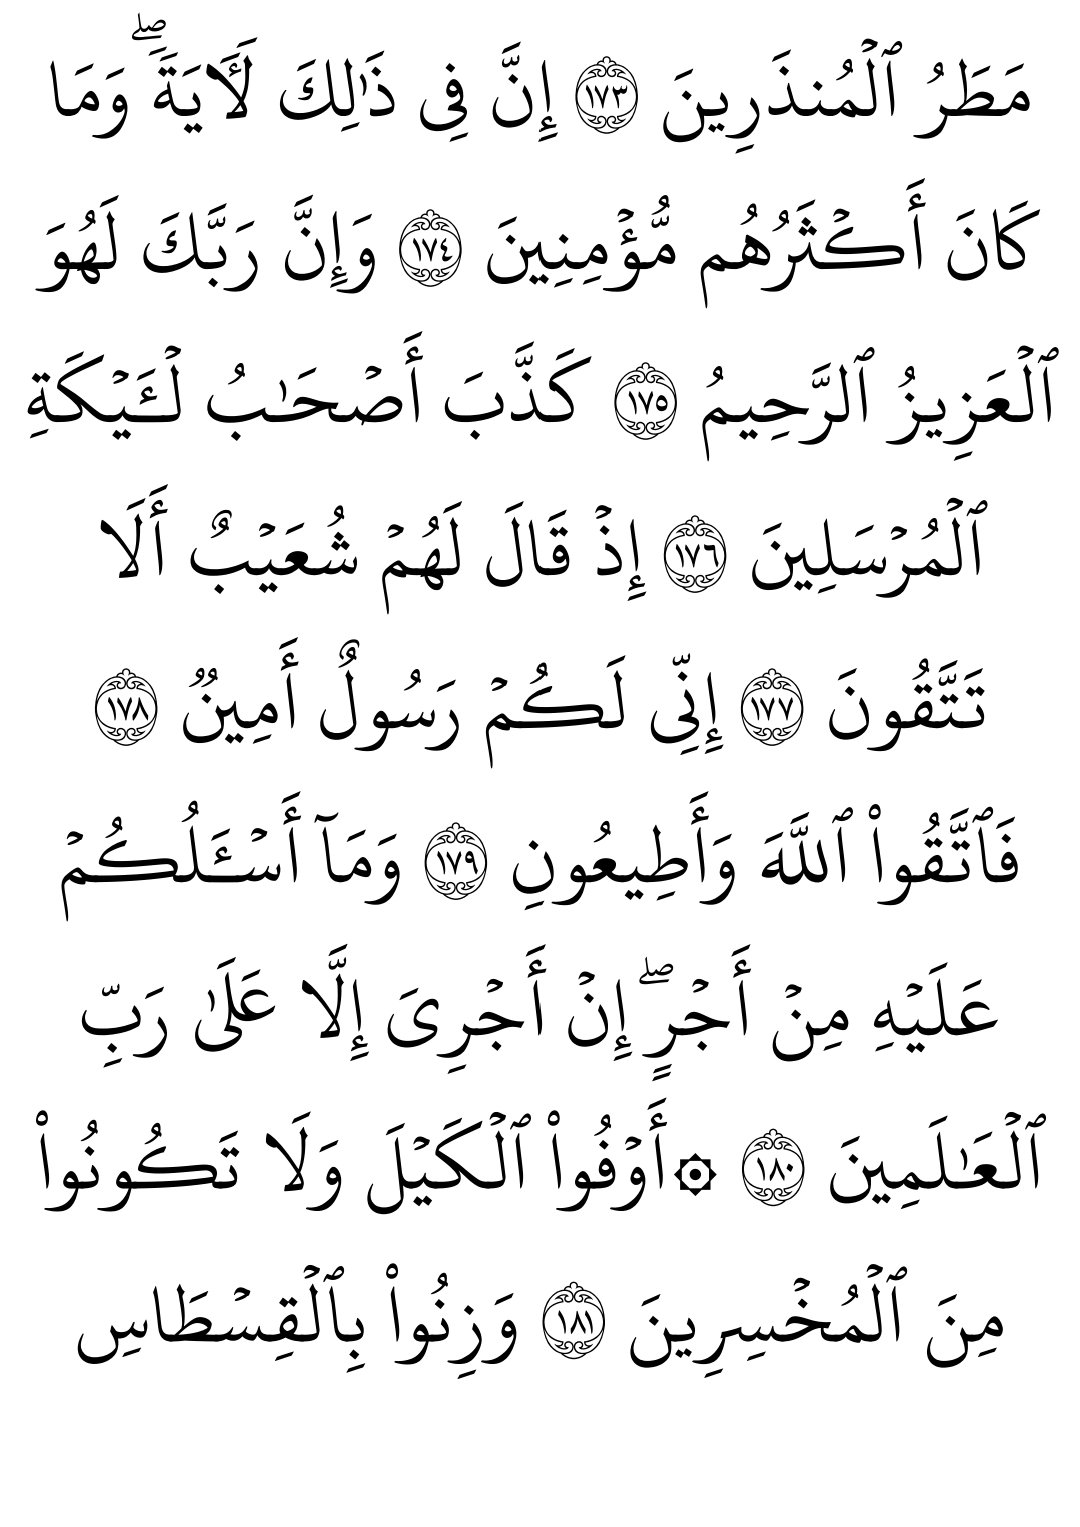 مَطَرُ ٱلۡمُنذَرِينَ ١٧٣ إِنَّ فِى ذَٰلِكَ لَأَيَةَۖ وَمَا
كَانَ أَكۡثَرُهُم مُّؤۡمِنِينَ ١٧٤ وَإِنَّ رَبَّكَ لَهُوَ
ٱلۡعَزِيزُ ٱلرَّحِيمُ ١٧٥ كَذَّبَ أَصۡحَٰبُ لۡـَٔيۡكَةِ
ٱلۡمُرۡسَلِينَ ١٧٦ إِذۡ قَالَ لَهُمۡ شُعَيۡبٌ أَلَا
تَتَّقُونَ ١٧٧ إِنِّى لَكُمۡ رَسُولٌ أَمِينٞ ١٧٨
فَٱتَّقُوا۟ ٱللَّهَ وَأَطِيعُونِ ١٧٩ وَمَآ أَسۡـَٔلُكُمۡ
عَلَيۡهِ مِنۡ أَجۡرٍۖ إِنۡ أَجۡرِىَ إِلَّا عَلَىٰ رَبِّ
ٱلۡعَٰلَمِينَ ١٨٠ ۞أَوۡفُوا۟ ٱلۡكَيۡلَ وَلَا تَكُونُوا۟
مِنَ ٱلۡمُخۡسِرِينَ ١٨١ وَزِنُوا۟ بِٱلۡقِسۡطَاسِ